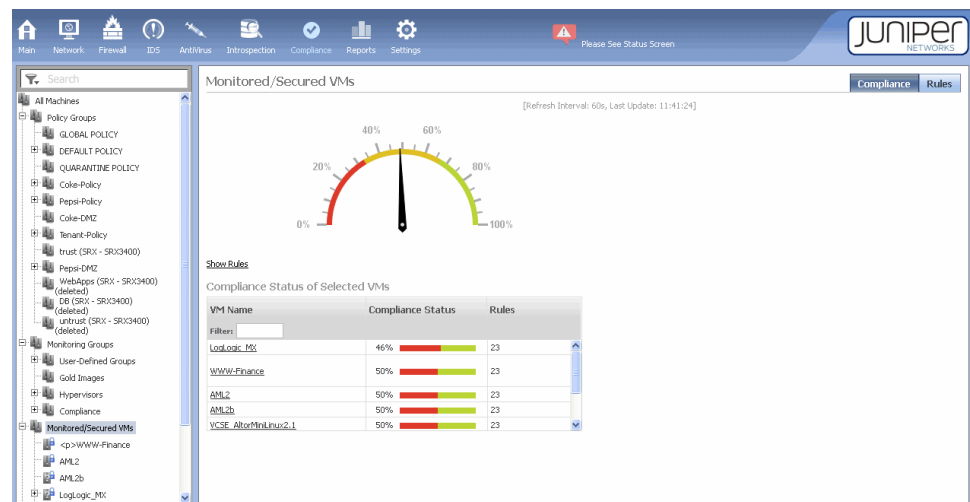 Main Network Firewall IDS AntiVirus Introspection Compliance Reports Settings
Please See Status Screen
JUNIPER
NETWORKS
Search
All Machines
Policy Groups
GLOBAL POLICY
DEFAULT POLICY
QUARANTINE POLICY
Coke-Policy
Pepsi-Policy
Coke-DMZ
Tenant-Policy
trust (SRX - SRX3400)
Pepsi-DMZ
WebApps (SRX - SRX3400)
(deleted)
DB (SRX - SRX3400)
(deleted)
untrust (SRX - SRX3400)
(deleted)
Monitoring Groups
User-Defined Groups
Gold Images
Hypervisors
Compliance
Monitored/Secured VMs
<p>WWW-Finance
AML2
AML2b
LogLogic_MX
Monitored/Secured VMs
Compliance Rules
[Refresh Interval: 60s, Last Update: 11:41:24]
40% 60%
20% 80%
0% 100%
Show Rules
Compliance Status of Selected VMs
VM Name Compliance Status Rules
Filter:
LogLogic_MX 46% 23
WWW-Finance 50% 23
AML2 50% 23
AML2b 50% 23
VCSE_AltorMiniLinux2.1 50% 23